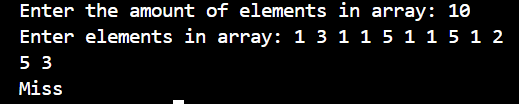 Enter the amount of elements in array: 10
Enter elements in array: 1 3 1 1 5 1 1 5 1 2
5 3
Miss